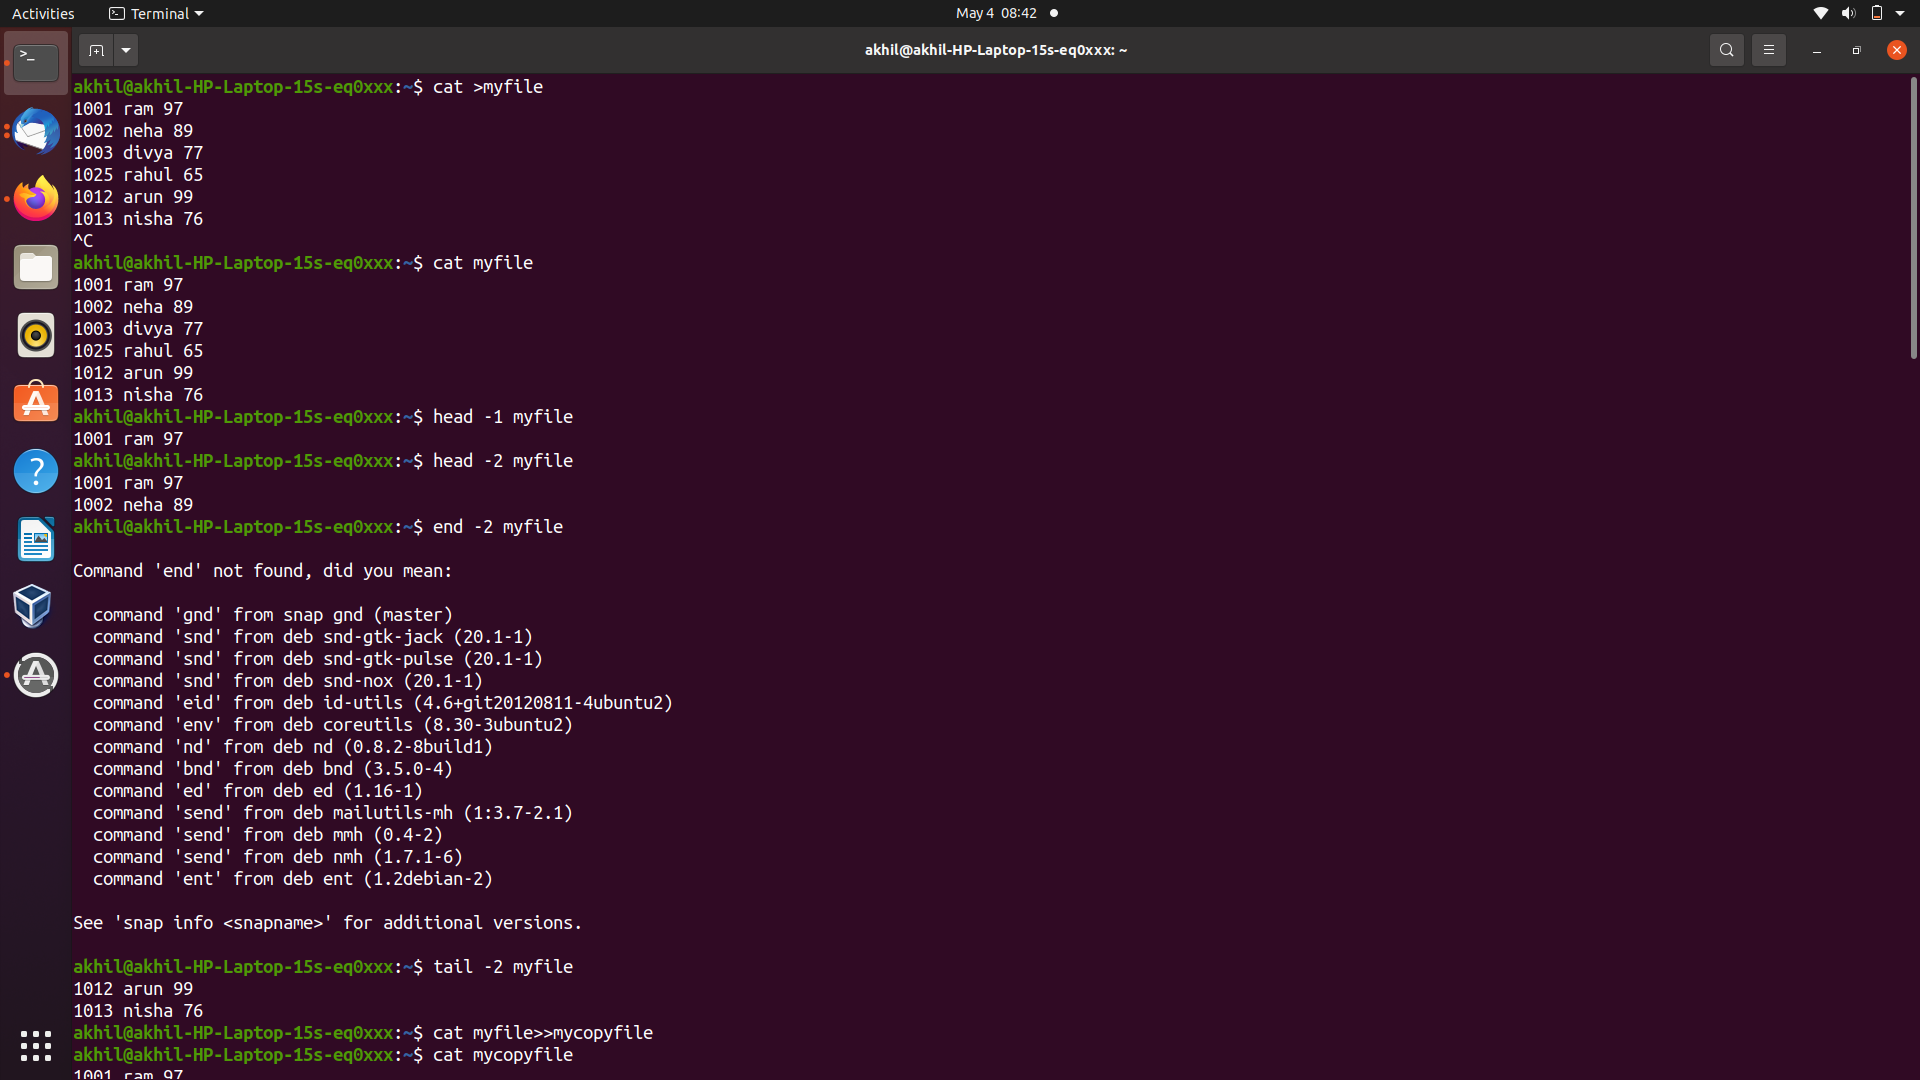 Activities Terminal May 4 08:42
akhil@akhil-HP-Laptop-15s-eq0xxx: ~
akhil@akhil-HP-Laptop-15s-eq0xxx:~$ cat >myfile
1001 ram 97
1002 neha 89
1003 divya 77
1025 rahul 65
1012 arun 99
1013 nisha 76
^C
akhil@akhil-HP-Laptop-15s-eq0xxx:~$ cat myfile
1001 ram 97
1002 neha 89
1003 divya 77
1025 rahul 65
1012 arun 99
1013 nisha 76
akhil@akhil-HP-Laptop-15s-eq0xxx:~$ head -1 myfile
1001 ram 97
akhil@akhil-HP-Laptop-15s-eq0xxx:~$ head -2 myfile
1001 ram 97
1002 neha 89
akhil@akhil-HP-Laptop-15s-eq0xxx:~$ end -2 myfile
Command 'end' not found, did you mean:
command 'gnd' from snap gnd (master)
command 'snd' from deb snd-gtk-jack (20.1-1)
command 'snd' from deb snd-gtk-pulse (20.1-1)
command 'snd' from deb snd-nox (20.1-1)
command 'eid' from deb id-utils (4.6+git20120811-4ubuntu2)
command 'env' from deb coreutils (8.30-3ubuntu2)
command 'nd' from deb nd (0.8.2-8build1)
command 'bnd' from deb bnd (3.5.0-4)
command 'ed' from deb ed (1.16-1)
command 'send' from deb mailutils-mh (1:3.7-2.1)
command 'send' from deb mmh (0.4-2)
command 'send' from deb nmh (1.7.1-6)
command 'ent' from deb ent (1.2debian-2)
See 'snap info <snapname>' for additional versions.
akhil@akhil-HP-Laptop-15s-eq0xxx:~$ tail -2 myfile
1012 arun 99
1013 nisha 76
akhil@akhil-HP-Laptop-15s-eq0xxx:~$ cat myfile>>mycopyfile
akhil@akhil-HP-Laptop-15s-eq0xxx:~$ cat mycopyfile
1001 ram 97